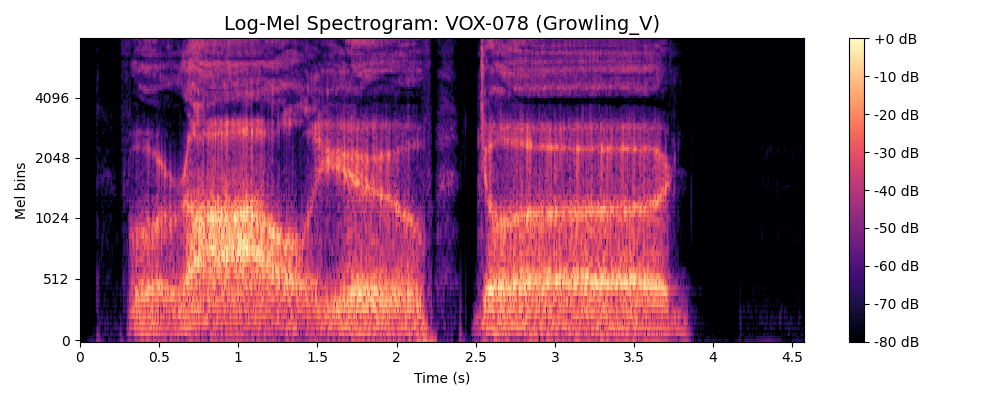 Log-Mel Spectrogram: VOX-078 (Growling_V)
Mel bins
4096
2048
1024
512
0
0 0.5 1 1.5 2 2.5 3 3.5 4 4.5
Time (s)
+0 dB
-10 dB
-20 dB
-30 dB
-40 dB
-50 dB
-60 dB
-70 dB
-80 dB